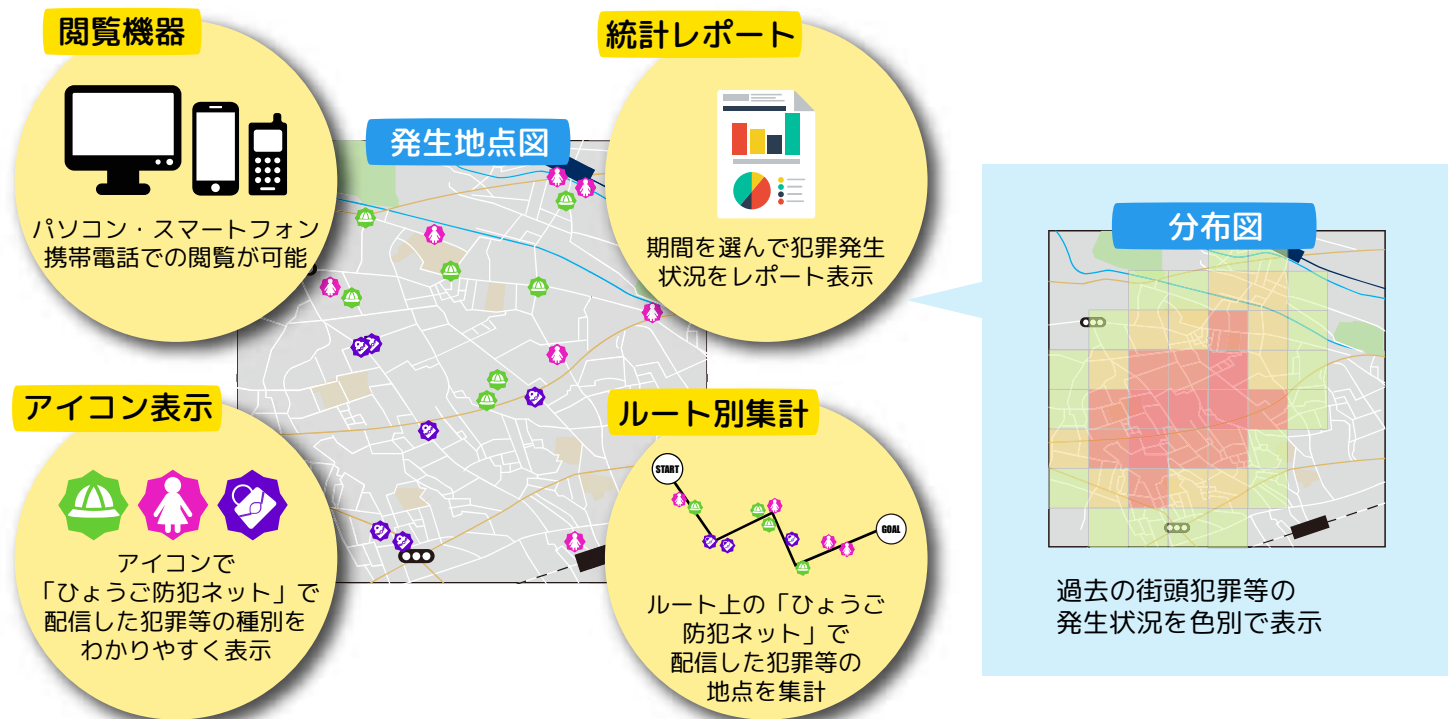 閲覧機器
パソコン・スマートフォン
携帯電話での閲覧が可能
発生地点図
統計レポート
期間を選んで犯罪発生
状況をレポート表示
アイコン表示
アイコンで
「ひょうご防犯ネット」で
配信した犯罪等の種別を
わかりやすく表示
ルート別集計
START
GOAL
ルート上の「ひょうご
防犯ネット」で
配信した犯罪等の
地点を集計
分布図
過去の街頭犯罪等の
発生状況を色別で表示